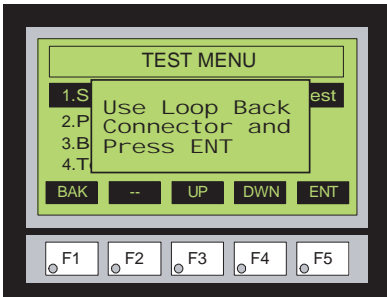 TEST MENU
1.S
est
2.P
3.B
4.T
Use Loop Back
Connector and
Press ENT
BAK -- UP DWN ENT
F1 F2 F3 F4 F5